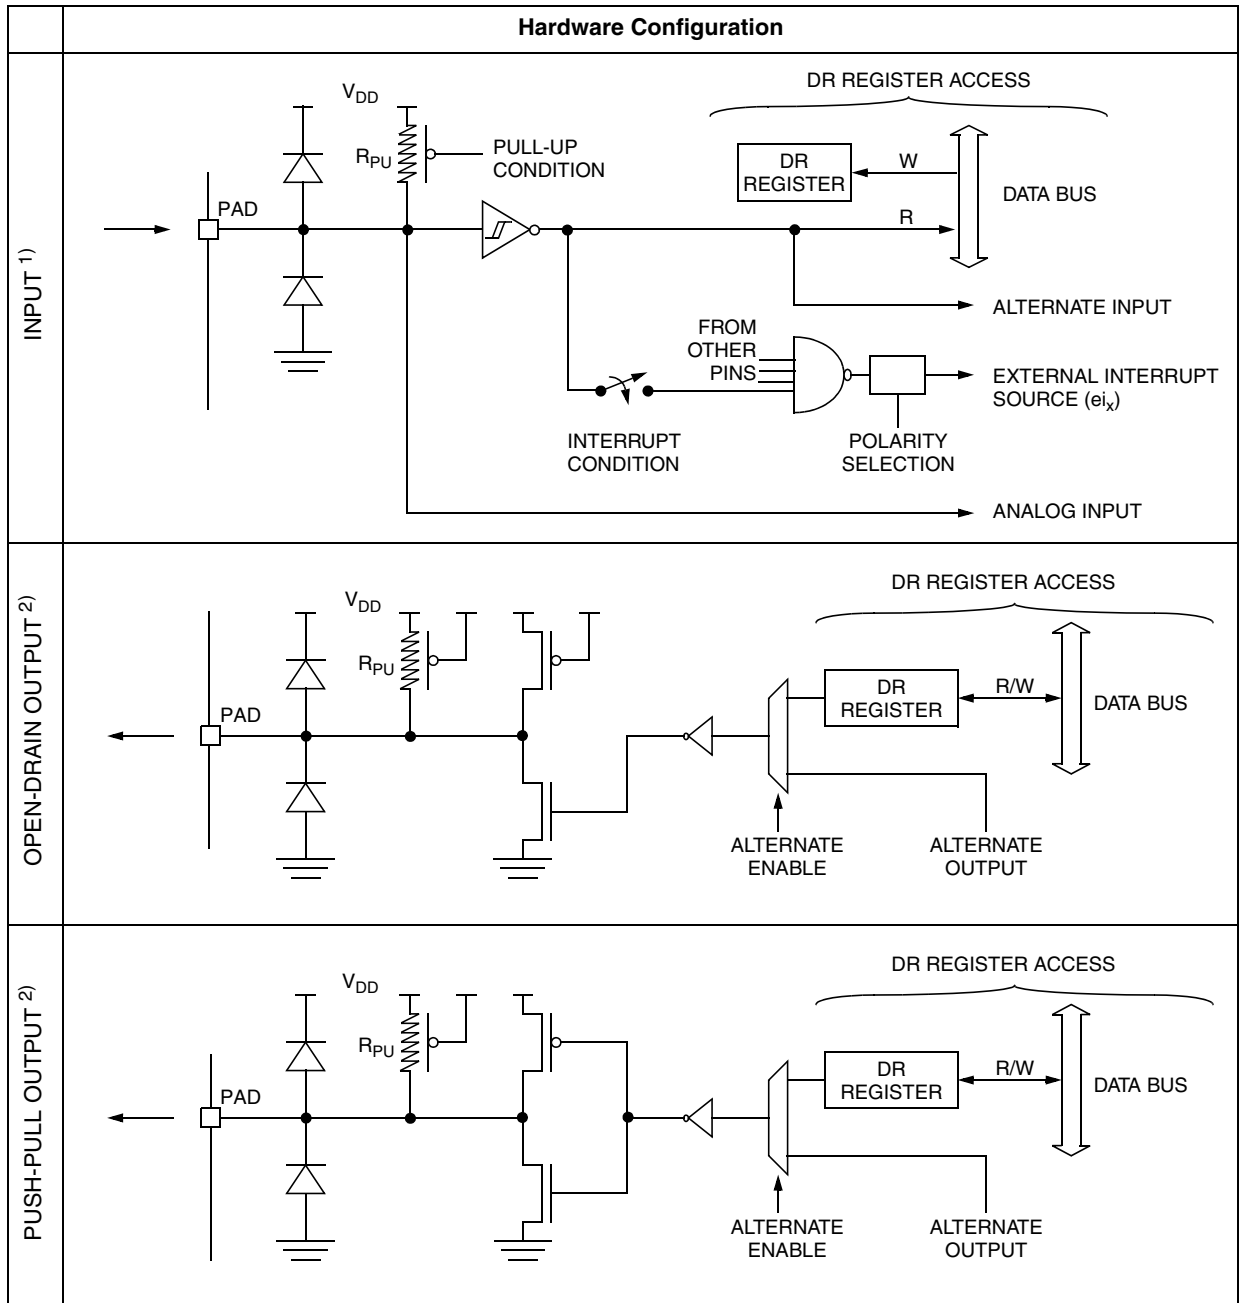 Hardware Configuration
INPUT 1)
DR REGISTER ACCESS
VDD
RPU
PULL-UP
CONDITION
DR
REGISTER
W
DATA BUS
PAD
R
ALTERNATE INPUT
FROM
OTHER
PINS
EXTERNAL INTERRUPT
SOURCE (eix)
INTERRUPT
CONDITION
POLARITY
SELECTION
ANALOG INPUT
OPEN-DRAIN OUTPUT 2)
DR REGISTER ACCESS
VDD
RPU
DR
REGISTER
R/W
DATA BUS
PAD
ALTERNATE
ENABLE
ALTERNATE
OUTPUT
PUSH-PULL OUTPUT 2)
DR REGISTER ACCESS
VDD
RPU
DR
REGISTER
R/W
DATA BUS
PAD
ALTERNATE
ENABLE
ALTERNATE
OUTPUT